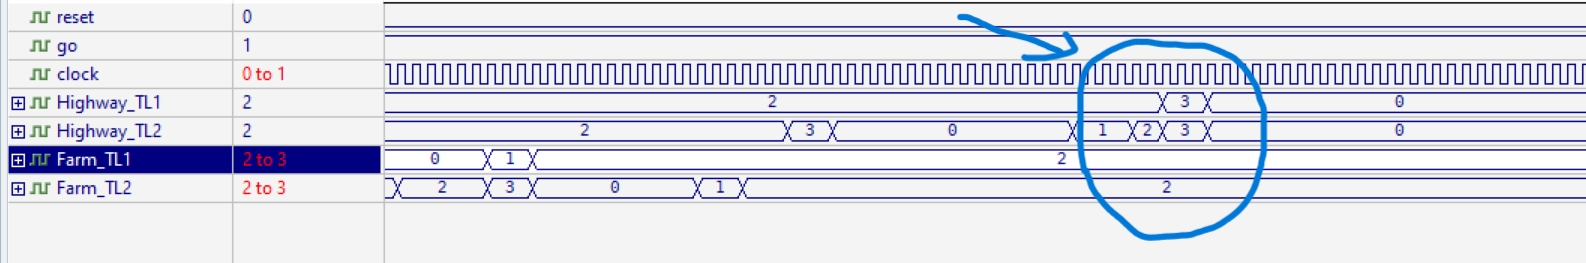 reset 0
go 1
clock 0 to 1
Highway_TL1 2 2 3 0
Highway_TL2 2 2 3 0 1 2 3 0
Farm_TL1 2 to 3 0 1 2
Farm_TL2 2 to 3 2 3 0 1 2